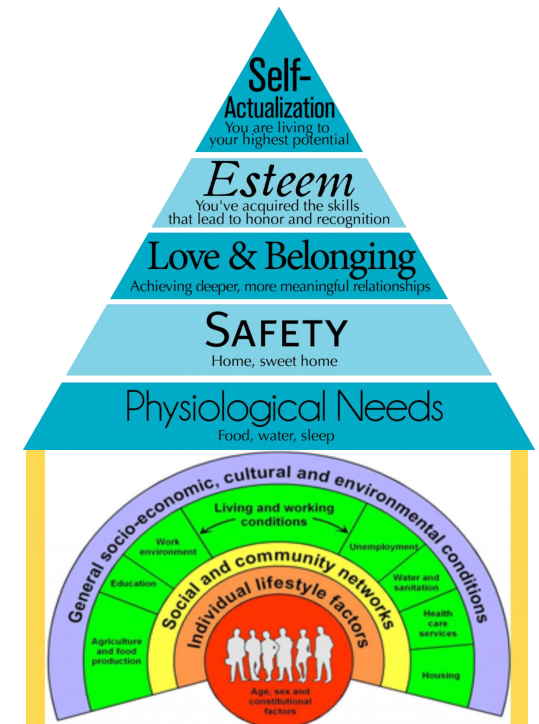 Self-
Actualization
You are living to
your highest potential
Esteem
You've acquired the skills
that lead to honor and recognition
Love & Belonging
Achieving deeper, more meaningful relationships
SAFETY
Home, sweet home
Physiological Needs
Food, water, sleep
General socio-economic, cultural and environmental conditions
Living and working
conditions
Work
environment
Unemployment
Education
Water and
sanitation
Agriculture
and food
production
Health
care
services
Housing
Social and community networks
Individual lifestyle factors
Age, sex and
constitutional
factors